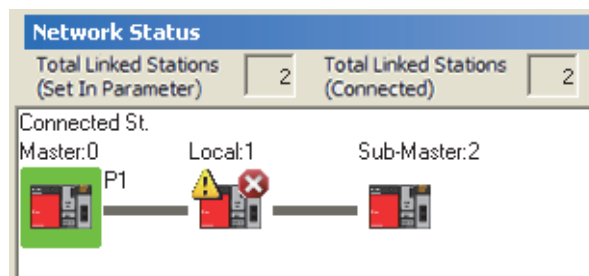 Network Status
Total Linked Stations (Set In Parameter) 2 Total Linked Stations (Connected) 2
Connected St.
Master:0 Local:1 Sub-Master:2
P1